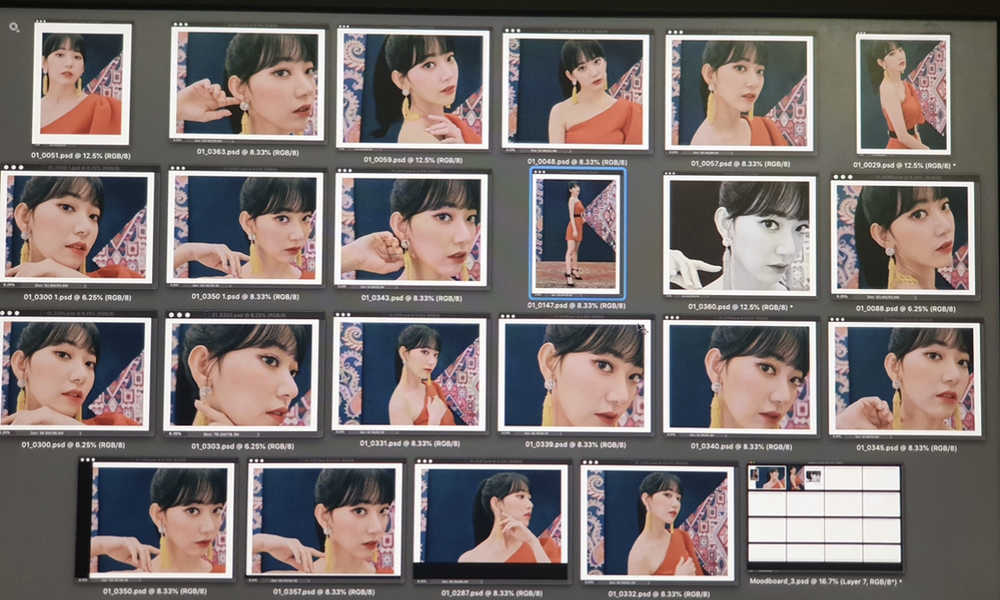 01_0051.psd @ 12.5% (RGB/8)
01_0363.psd @ 8.33% (RGB/8)
01_0059.psd @ 12.5% (RGB/8)
01_0048.psd @ 8.33% (RGB/8)
01_0057.psd @ 8.33% (RGB/8)
01_0029.psd @ 12.5% (RGB/8) *
01_0300 1.psd @ 6.25% (RGB/8)
01_0350 1.psd @ 8.33% (RGB/8)
01_0343.psd @ 8.33% (RGB/8)
01_0147.psd @ 8.33% (RGB/8)
01_0360.psd @ 12.5% (RGB/8) *
01_0088.psd @ 6.25% (RGB/8)
01_0300.psd @ 6.25% (RGB/8)
01_0303.psd @ 6.25% (RGB/8)
01_0331.psd @ 8.33% (RGB/8)
01_0339.psd @ 8.33% (RGB/8)
01_0340.psd @ 8.33% (RGB/8)
01_0345.psd @ 8.33% (RGB/8)
01_0350.psd @ 8.33% (RGB/8)
01_0357.psd @ 8.33% (RGB/8)
01_0287.psd @ 8.33% (RGB/8)
01_0332.psd @ 8.33% (RGB/8)
Moodboard_3.psd @ 16.7% (Layer 7, RGB/8*) *